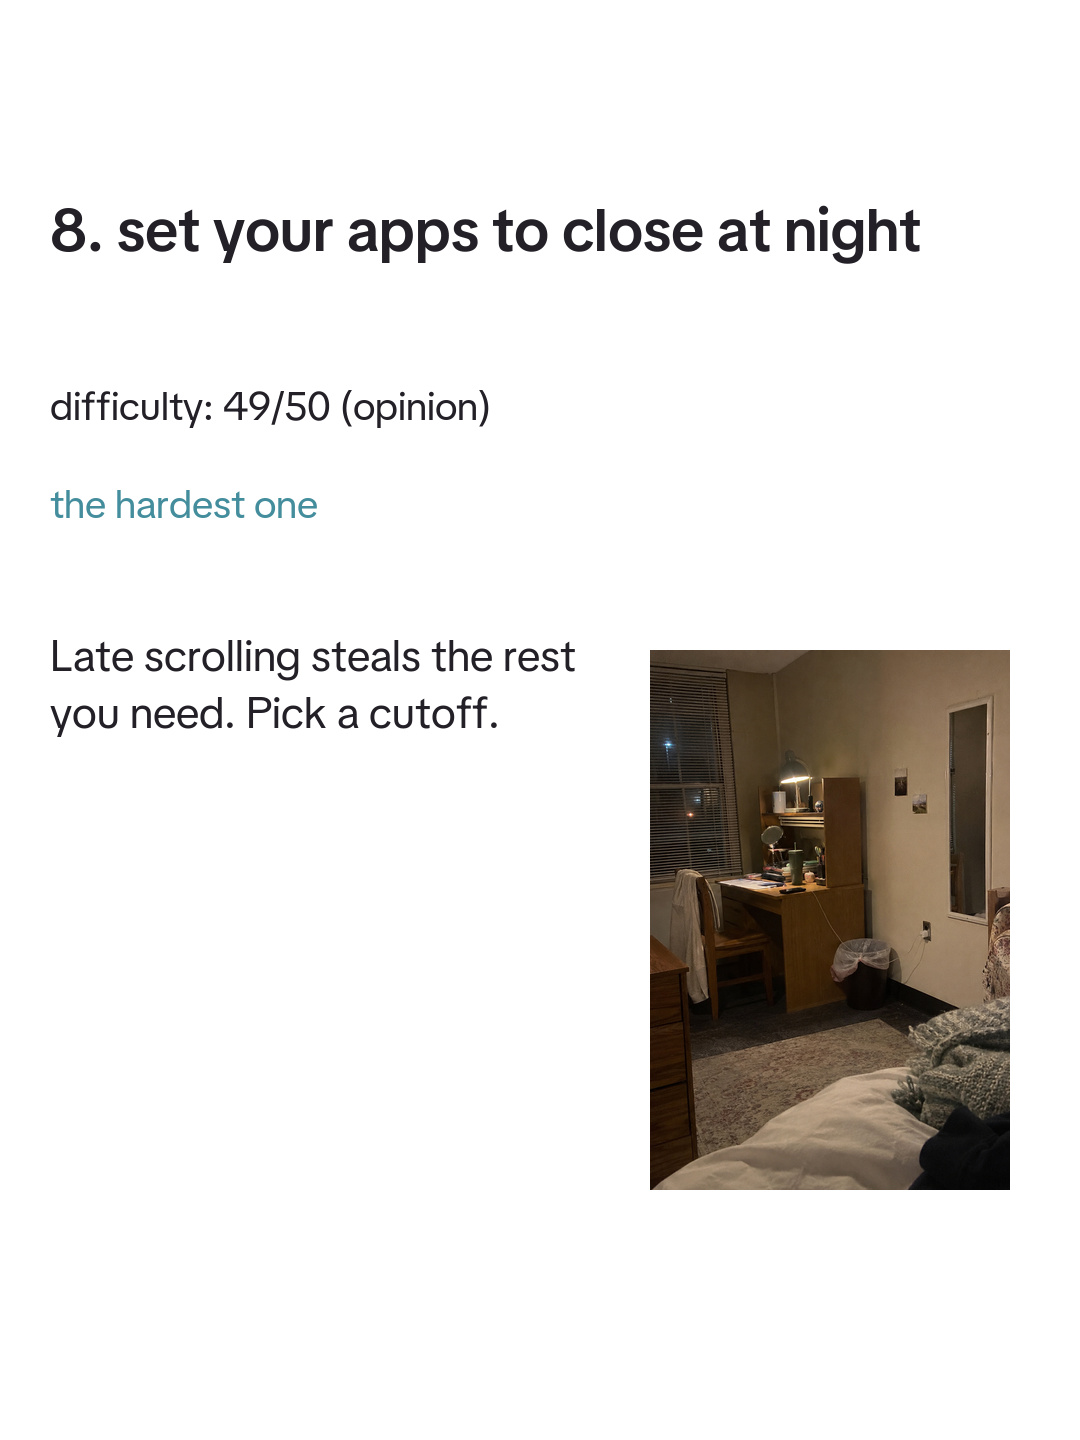 8. set your apps to close at night
difficulty: 49/50 (opinion)
the hardest one
Late scrolling steals the rest
you need. Pick a cutoff.